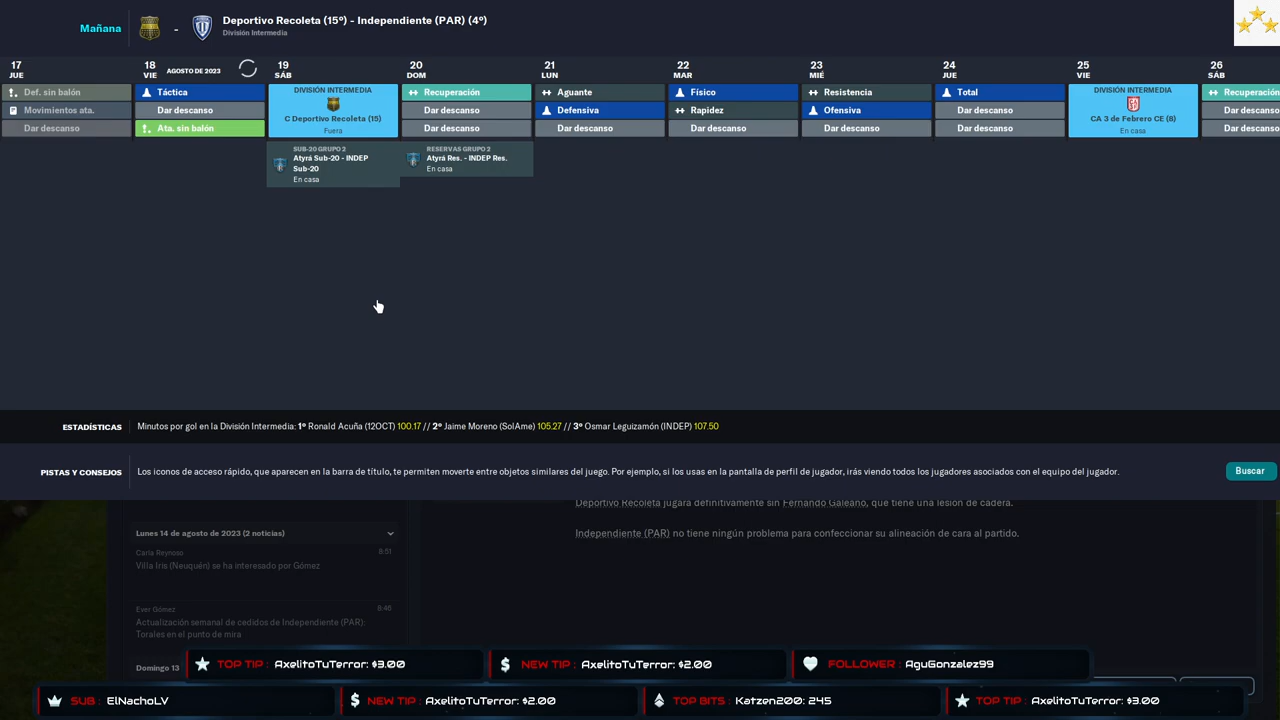 Mañana
-
Deportivo Recoleta (15º) - Independiente (PAR) (4º)
División Intermedia
17
JUE
18
VIE
AGOSTO DE 2023
19
SÁB
20
DOM
21
LUN
22
MAR
23
MIÉ
24
JUE
25
VIE
26
SÁB
Def. sin balón
Movimientos ata.
Dar descanso
Táctica
Dar descanso
Ata. sin balón
DIVISIÓN INTERMEDIA
C Deportivo Recoleta (15)
Fuera
Recuperación
Dar descanso
Dar descanso
Aguante
Defensiva
Dar descanso
Físico
Rapidez
Dar descanso
Resistencia
Ofensiva
Dar descanso
Total
Dar descanso
Dar descanso
DIVISIÓN INTERMEDIA
CA 3 de Febrero CE (8)
En casa
Recuperación
Dar descanso
Dar descanso
SUB-20 GRUPO 2
Atyrá Sub-20 - INDEP
Sub-20
En casa
RESERVAS GRUPO 2
Atyrá Res. - INDEP Res.
En casa
ESTADÍSTICAS
Minutos por gol en la División Intermedia: 1º Ronald Acuña (12OCT) 100.17 // 2º Jaime Moreno (SolAme) 105.27 // 3º Osmar Leguizamón (INDEP) 107.50
PISTAS Y CONSEJOS
Los iconos de acceso rápido, que aparecen en la barra de título, te permiten moverte entre objetos similares del juego. Por ejemplo, si los usas en la pantalla de perfil de jugador, irás viendo todos los jugadores asociados con el equipo del jugador.
Buscar
Deportivo Recoleta jugará definitivamente sin Fernando Galeano, que tiene una lesión de cadera.
Independiente (PAR) no tiene ningún problema para confeccionar su alineación de cara al partido.
Lunes 14 de agosto de 2023 (2 noticias)
Carla Reynoso
8:51
Villa Iris (Neuquén) se ha interesado por Gómez
Ever Gómez
8:46
Actualización semanal de cedidos de Independiente (PAR):
Torales en el punto de mira
Domingo 13
TOP TIP : AxelitoTuTerror: $3.00
NEW TIP : AxelitoTuTerror: $2.00
FOLLOWER : AguGonzalez99
SUB : ElNachoLV
NEW TIP : AxelitoTuTerror: $2.00
TOP BITS : Katzen200: 245
TOP TIP : AxelitoTuTerror: $3.00